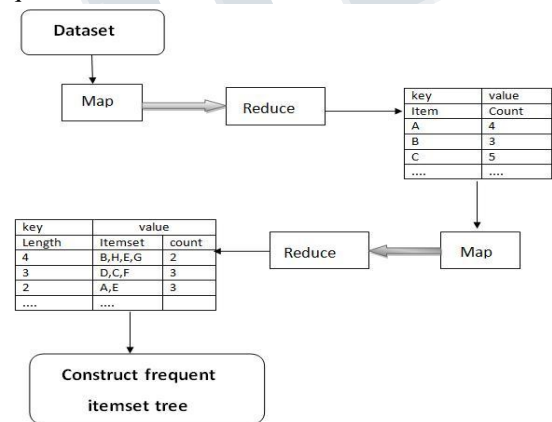 Dataset
Map
Reduce
key value
Item Count
A 4
B 3
C 5
.... ....
Map
Reduce
key value
Length Itemset count
4 B,H,E,G 2
3 D,C,F 3
2 A,E 3
.... ....
Construct frequent
itemset tree